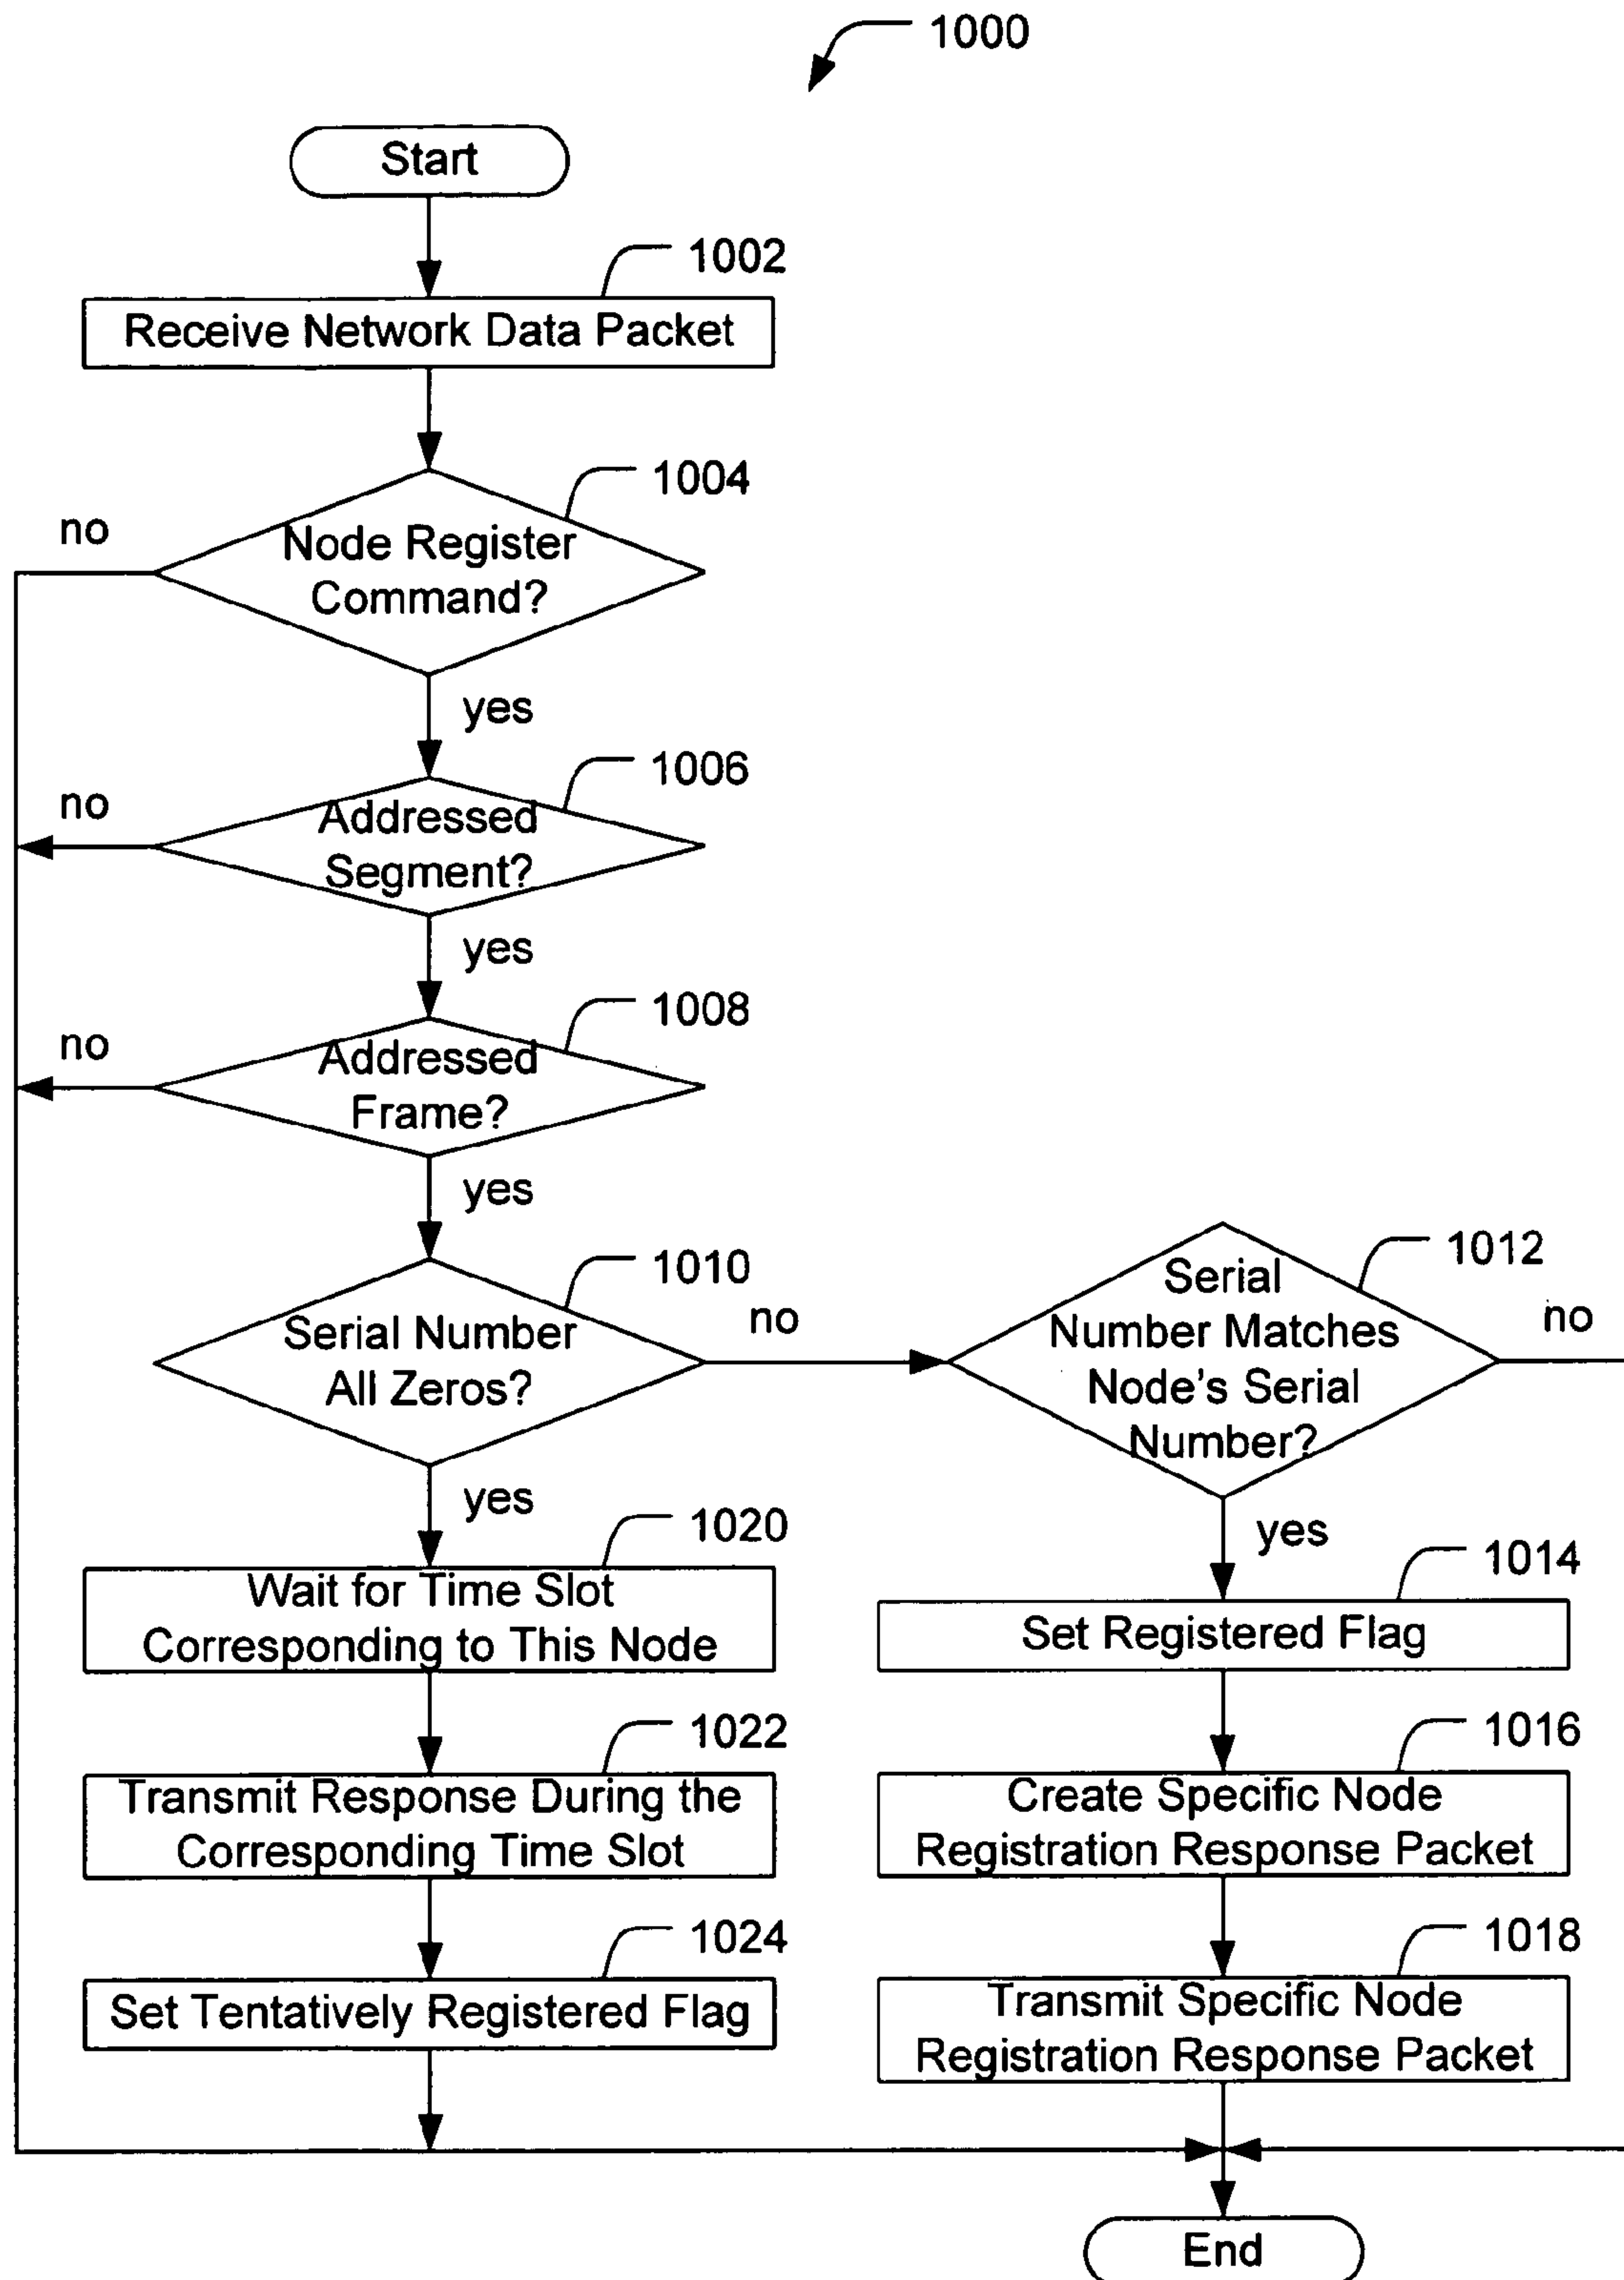 1000
Start
1002
Receive Network Data Packet
1004
no
Node Register
Command?
yes
1006
no
Addressed
Segment?
yes
1008
no
Addressed
Frame?
yes
1010
Serial Number
All Zeros?
no
1012
Serial
Number Matches
Node's Serial
Number?
no
yes
1020
Wait for Time Slot
Corresponding to This Node
yes
1014
Set Registered Flag
1022
Transmit Response During the
Corresponding Time Slot
1016
Create Specific Node
Registration Response Packet
1024
Set Tentatively Registered Flag
1018
Transmit Specific Node
Registration Response Packet
End